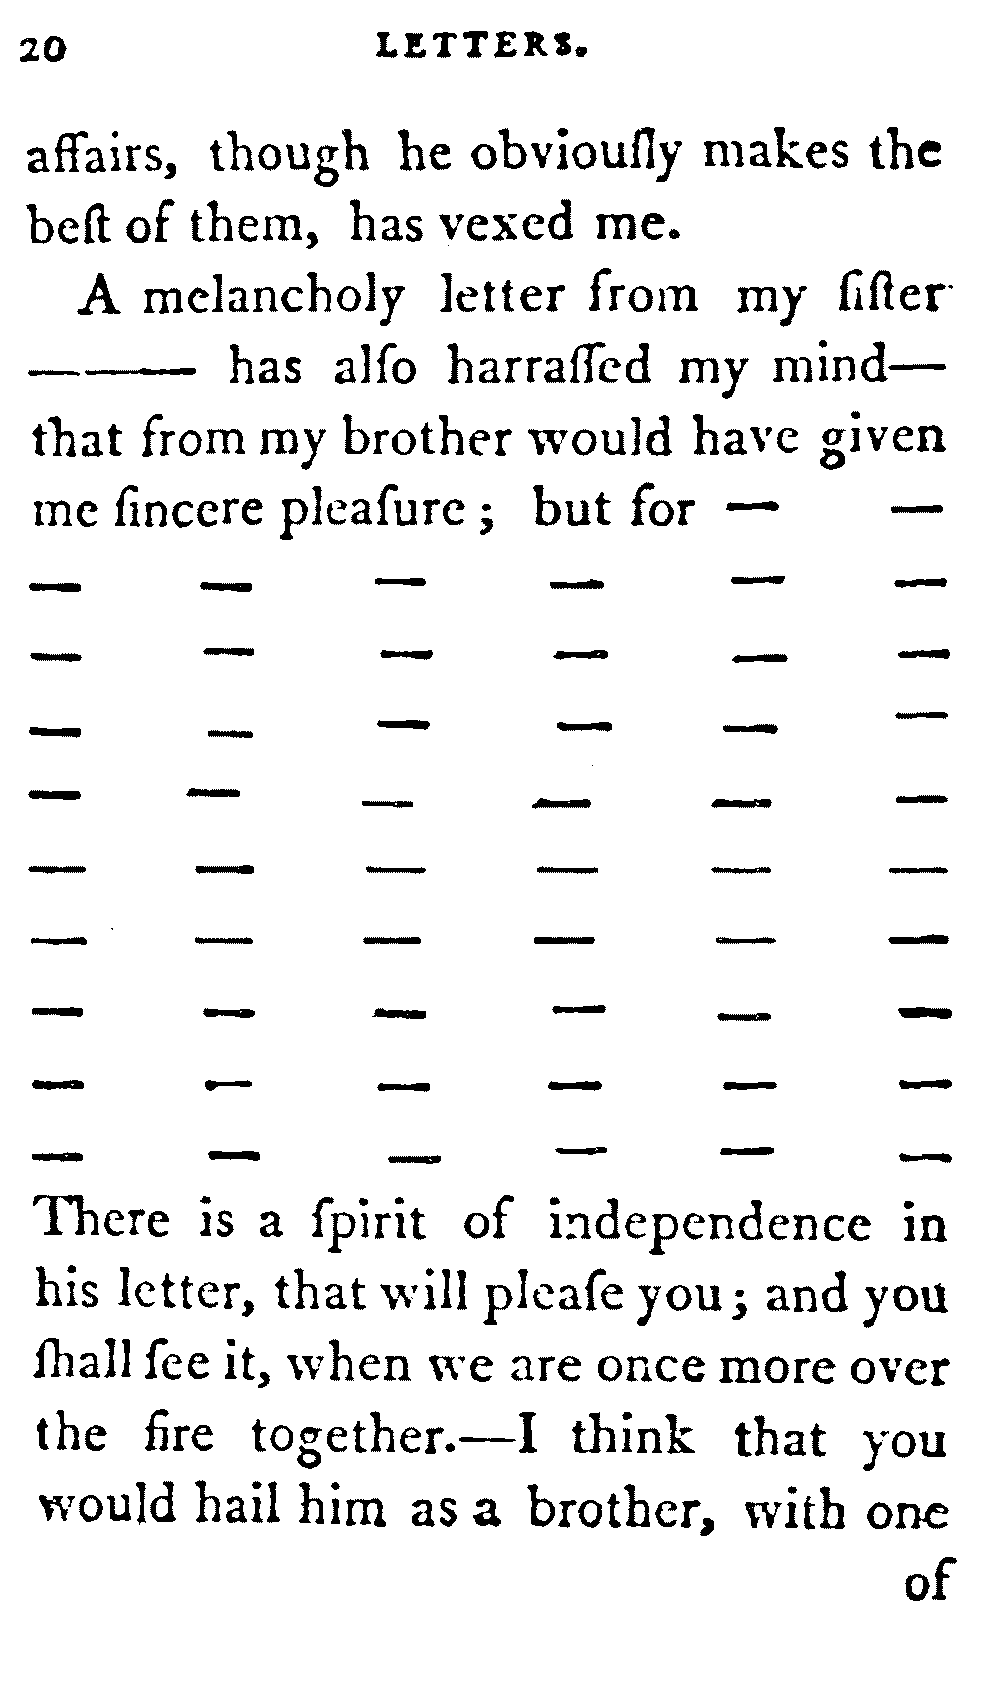 20 LETTERS.
affairs, though he obviouſly makes the
beſt of them, has vexed me.
A melancholy letter from my ſiſter
——— has alſo harraſſed my mind—
that from my brother would have given
me ſincere pleaſure; but for — —
— — — — — —
— — — — — —
— — — — — —
— — — — — —
— — — — — —
— — — — — —
— — — — — —
— — — — — —
— — — — — —
There is a ſpirit of independence in
his letter, that will pleaſe you; and you
ſhall ſee it, when we are once more over
the fire together.—I think that you
would hail him as a brother, with one
of